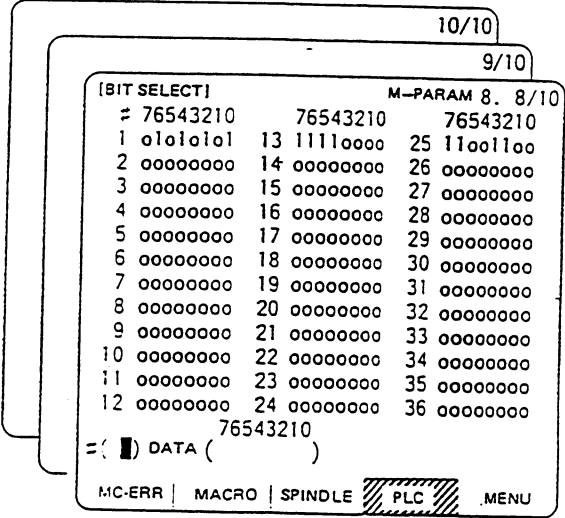 10/10
9/10
[BIT SELECT] M-PARAM 8. 8/10
# 76543210 76543210 76543210
1 01010101 13 11110000 25 11001100
2 00000000 14 00000000 26 00000000
3 00000000 15 00000000 27 00000000
4 00000000 16 00000000 28 00000000
5 00000000 17 00000000 29 00000000
6 00000000 18 00000000 30 00000000
7 00000000 19 00000000 31 00000000
8 00000000 20 00000000 32 00000000
9 00000000 21 00000000 33 00000000
10 00000000 22 00000000 34 00000000
11 00000000 23 00000000 35 00000000
12 00000000 24 00000000 36 00000000
76543210
#( ) DATA ( )
MC-ERR | MACRO | SPINDLE PLC MENU